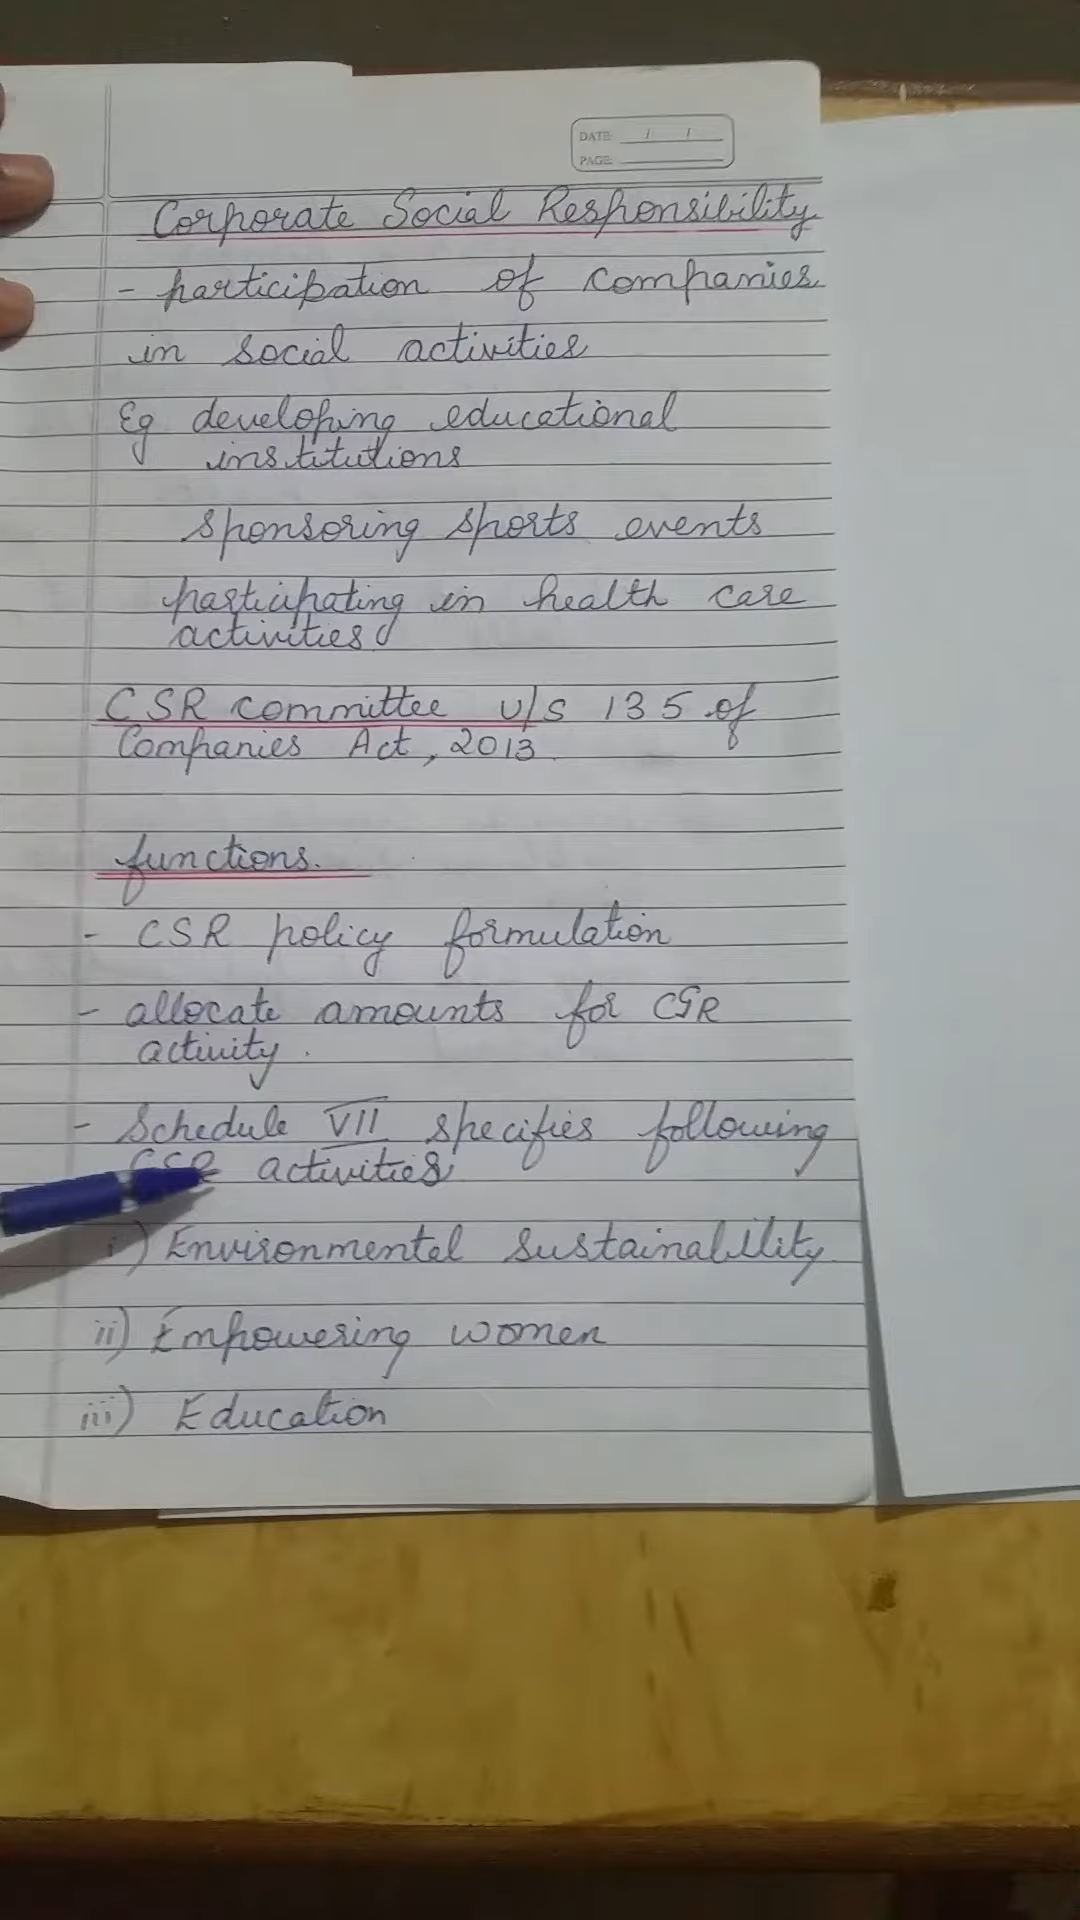 DATE: / /
PAGE:
Corporate Social Responsibility
- participation of companies
in social activities
Eg developing educational
institutions
sponsoring sports events
participating in health care
activities
CSR committee u/s 135 of
Companies Act, 2013.
functions.
- CSR policy formulation
- allocate amounts for CSR
activity.
- Schedule VII specifies following
CSR activities
i) Environmental Sustainability
ii) Empowering women
iii) Education